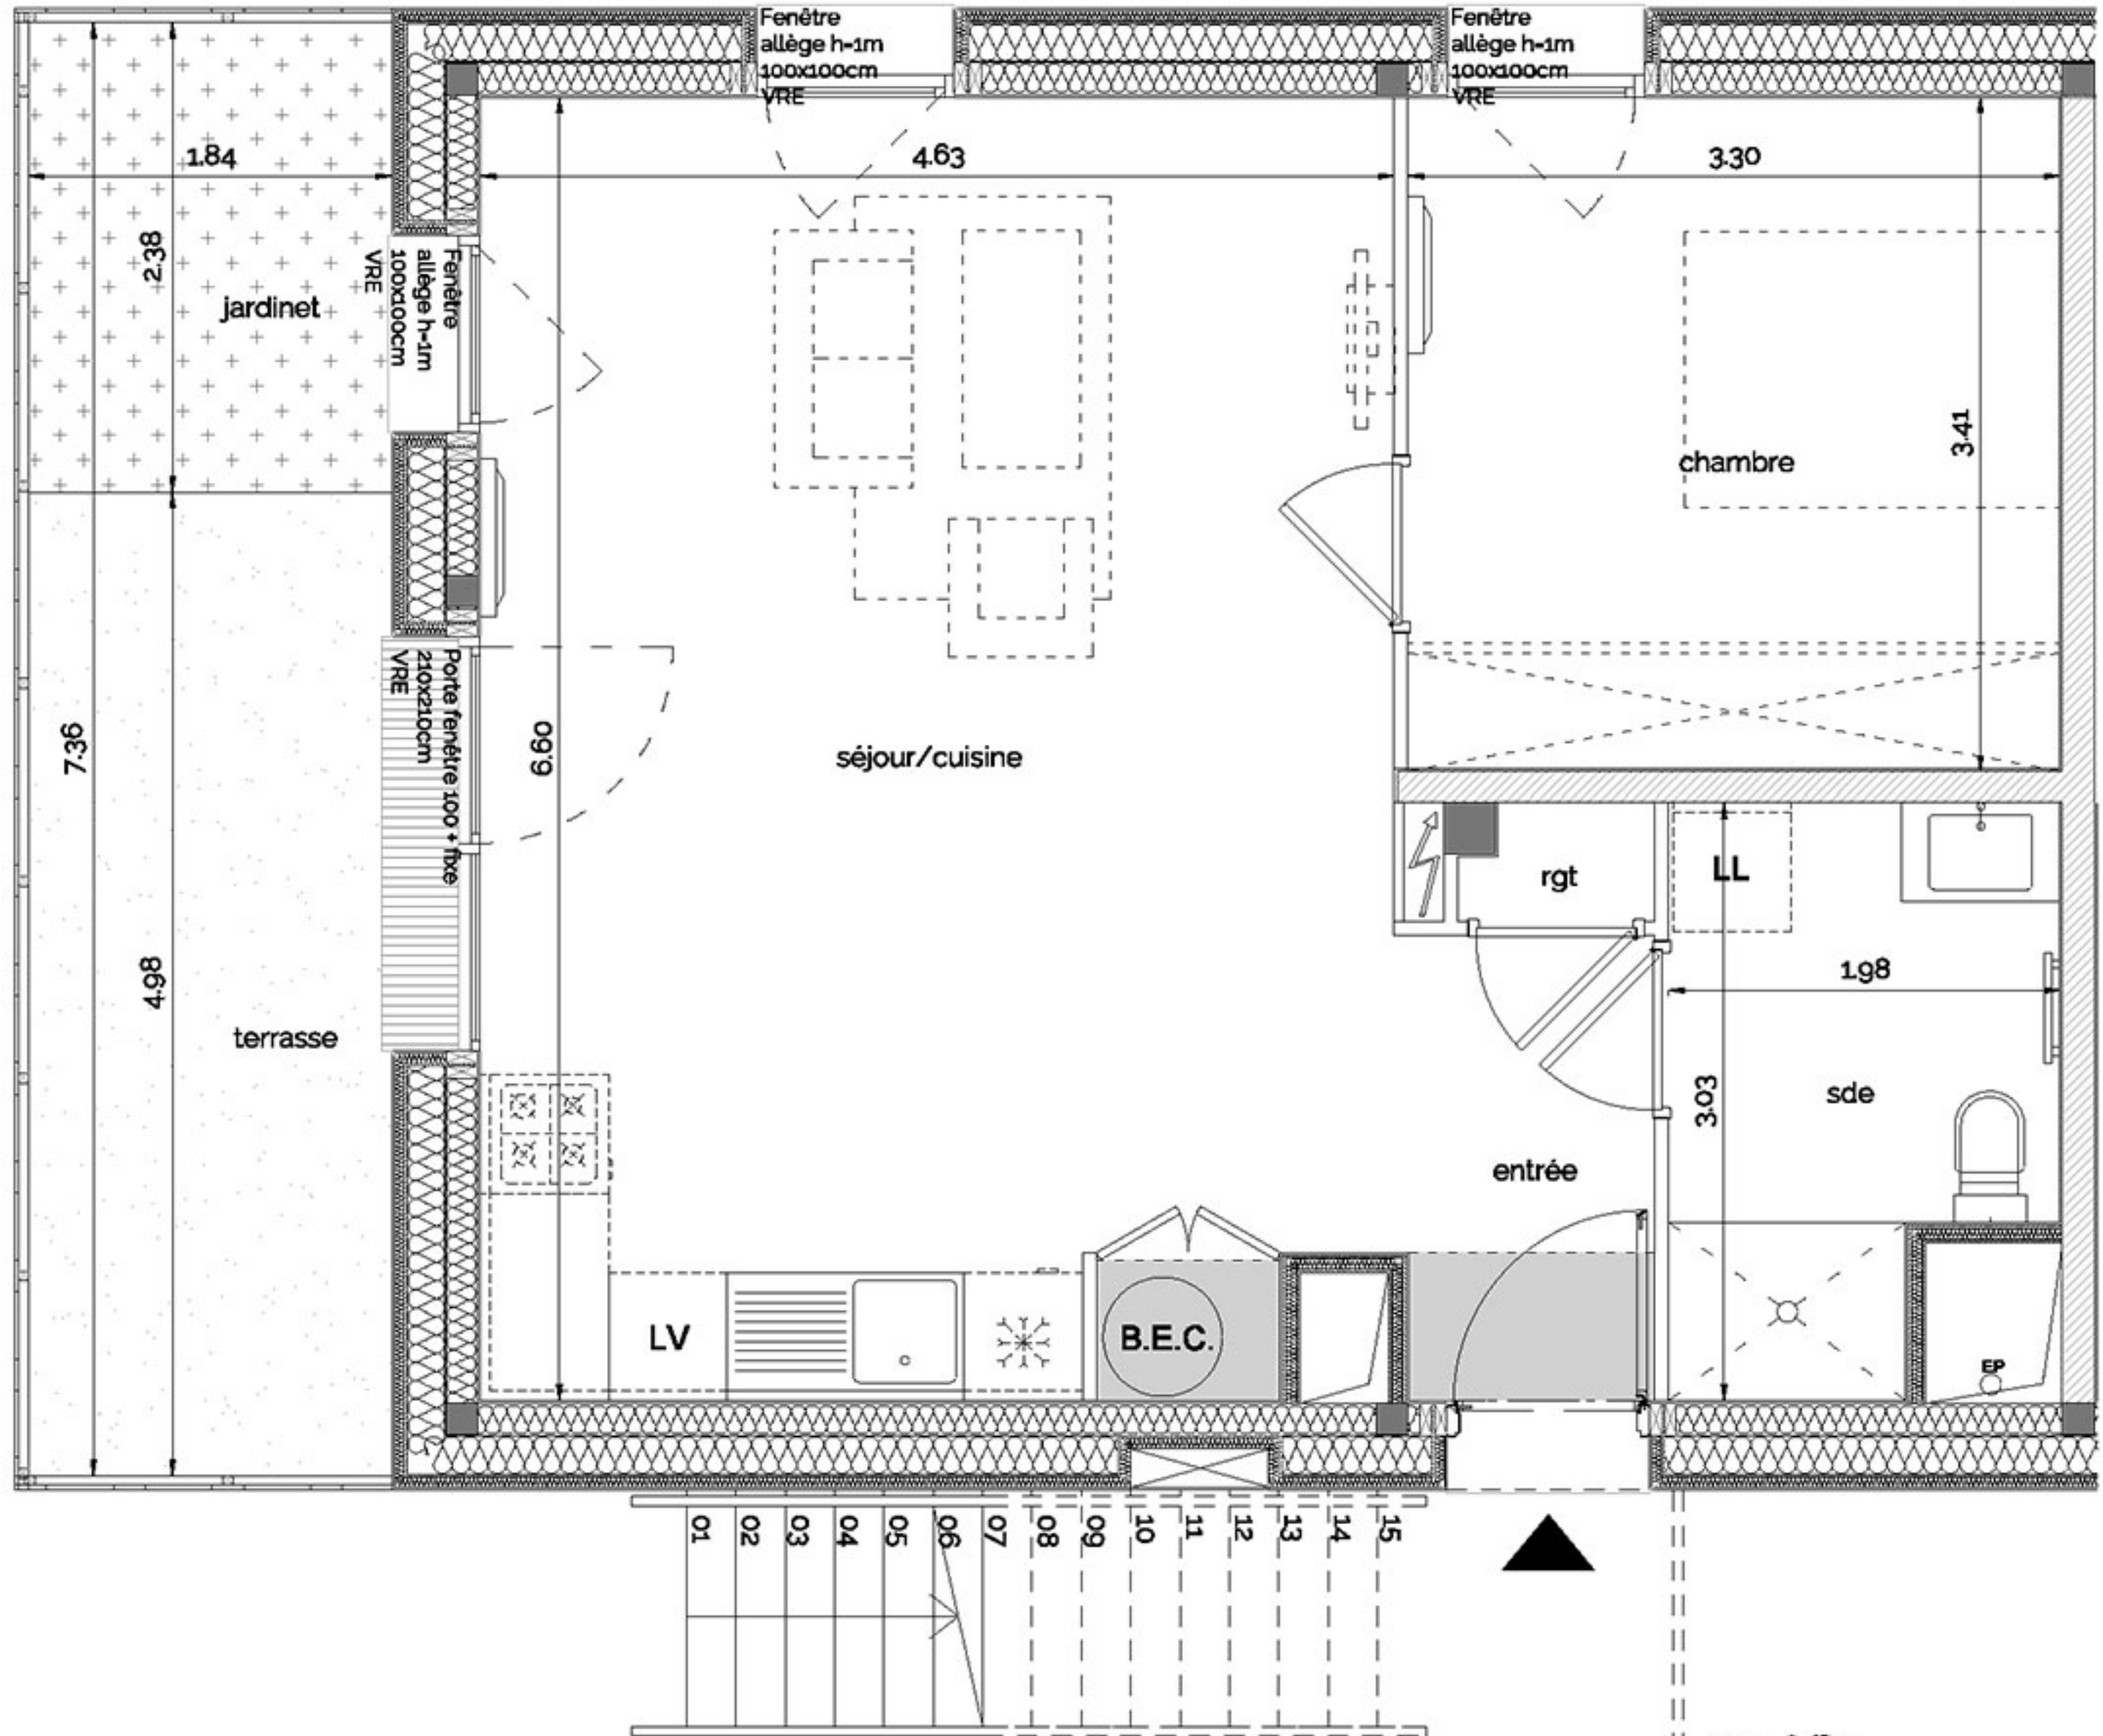 Fenêtre
allège h=1m
100x100cm
VRE
Fenêtre
allège h=1m
100x100cm
VRE
1.84
4.63
3.30
2.38
jardinet
Fenêtre
allège h=1m
100x100cm
VRE
3.41
chambre
7.36
Porte fenêtre 100 + fixe
210x210cm
VRE
6.60
séjour/cuisine
rgt
LL
4.98
1.98
terrasse
3.03
sde
entrée
LV
B.E.C.
EP
01
02
03
04
05
06
07
08
09
10
11
12
13
14
15